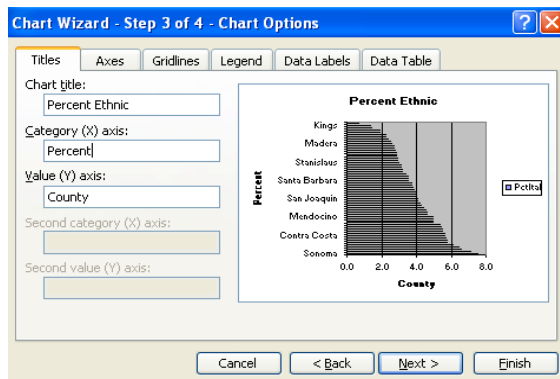 Chart Wizard - Step 3 of 4 - Chart Options
Titles
Axes
Gridlines
Legend
Data Labels
Data Table
Chart title:
Percent Ethnic
Category (X) axis:
Percent
Value (Y) axis:
County
Second category (X) axis:
Second value (Y) axis:
Percent Ethnic
Percent
Kings
Madera
Stanislaus
Santa Barbara
San Joaquin
Mendocino
Contra Costa
Sonoma
0.0 2.0 4.0 6.0 8.0
County
PctItal
Cancel
< Back
Next >
Finish